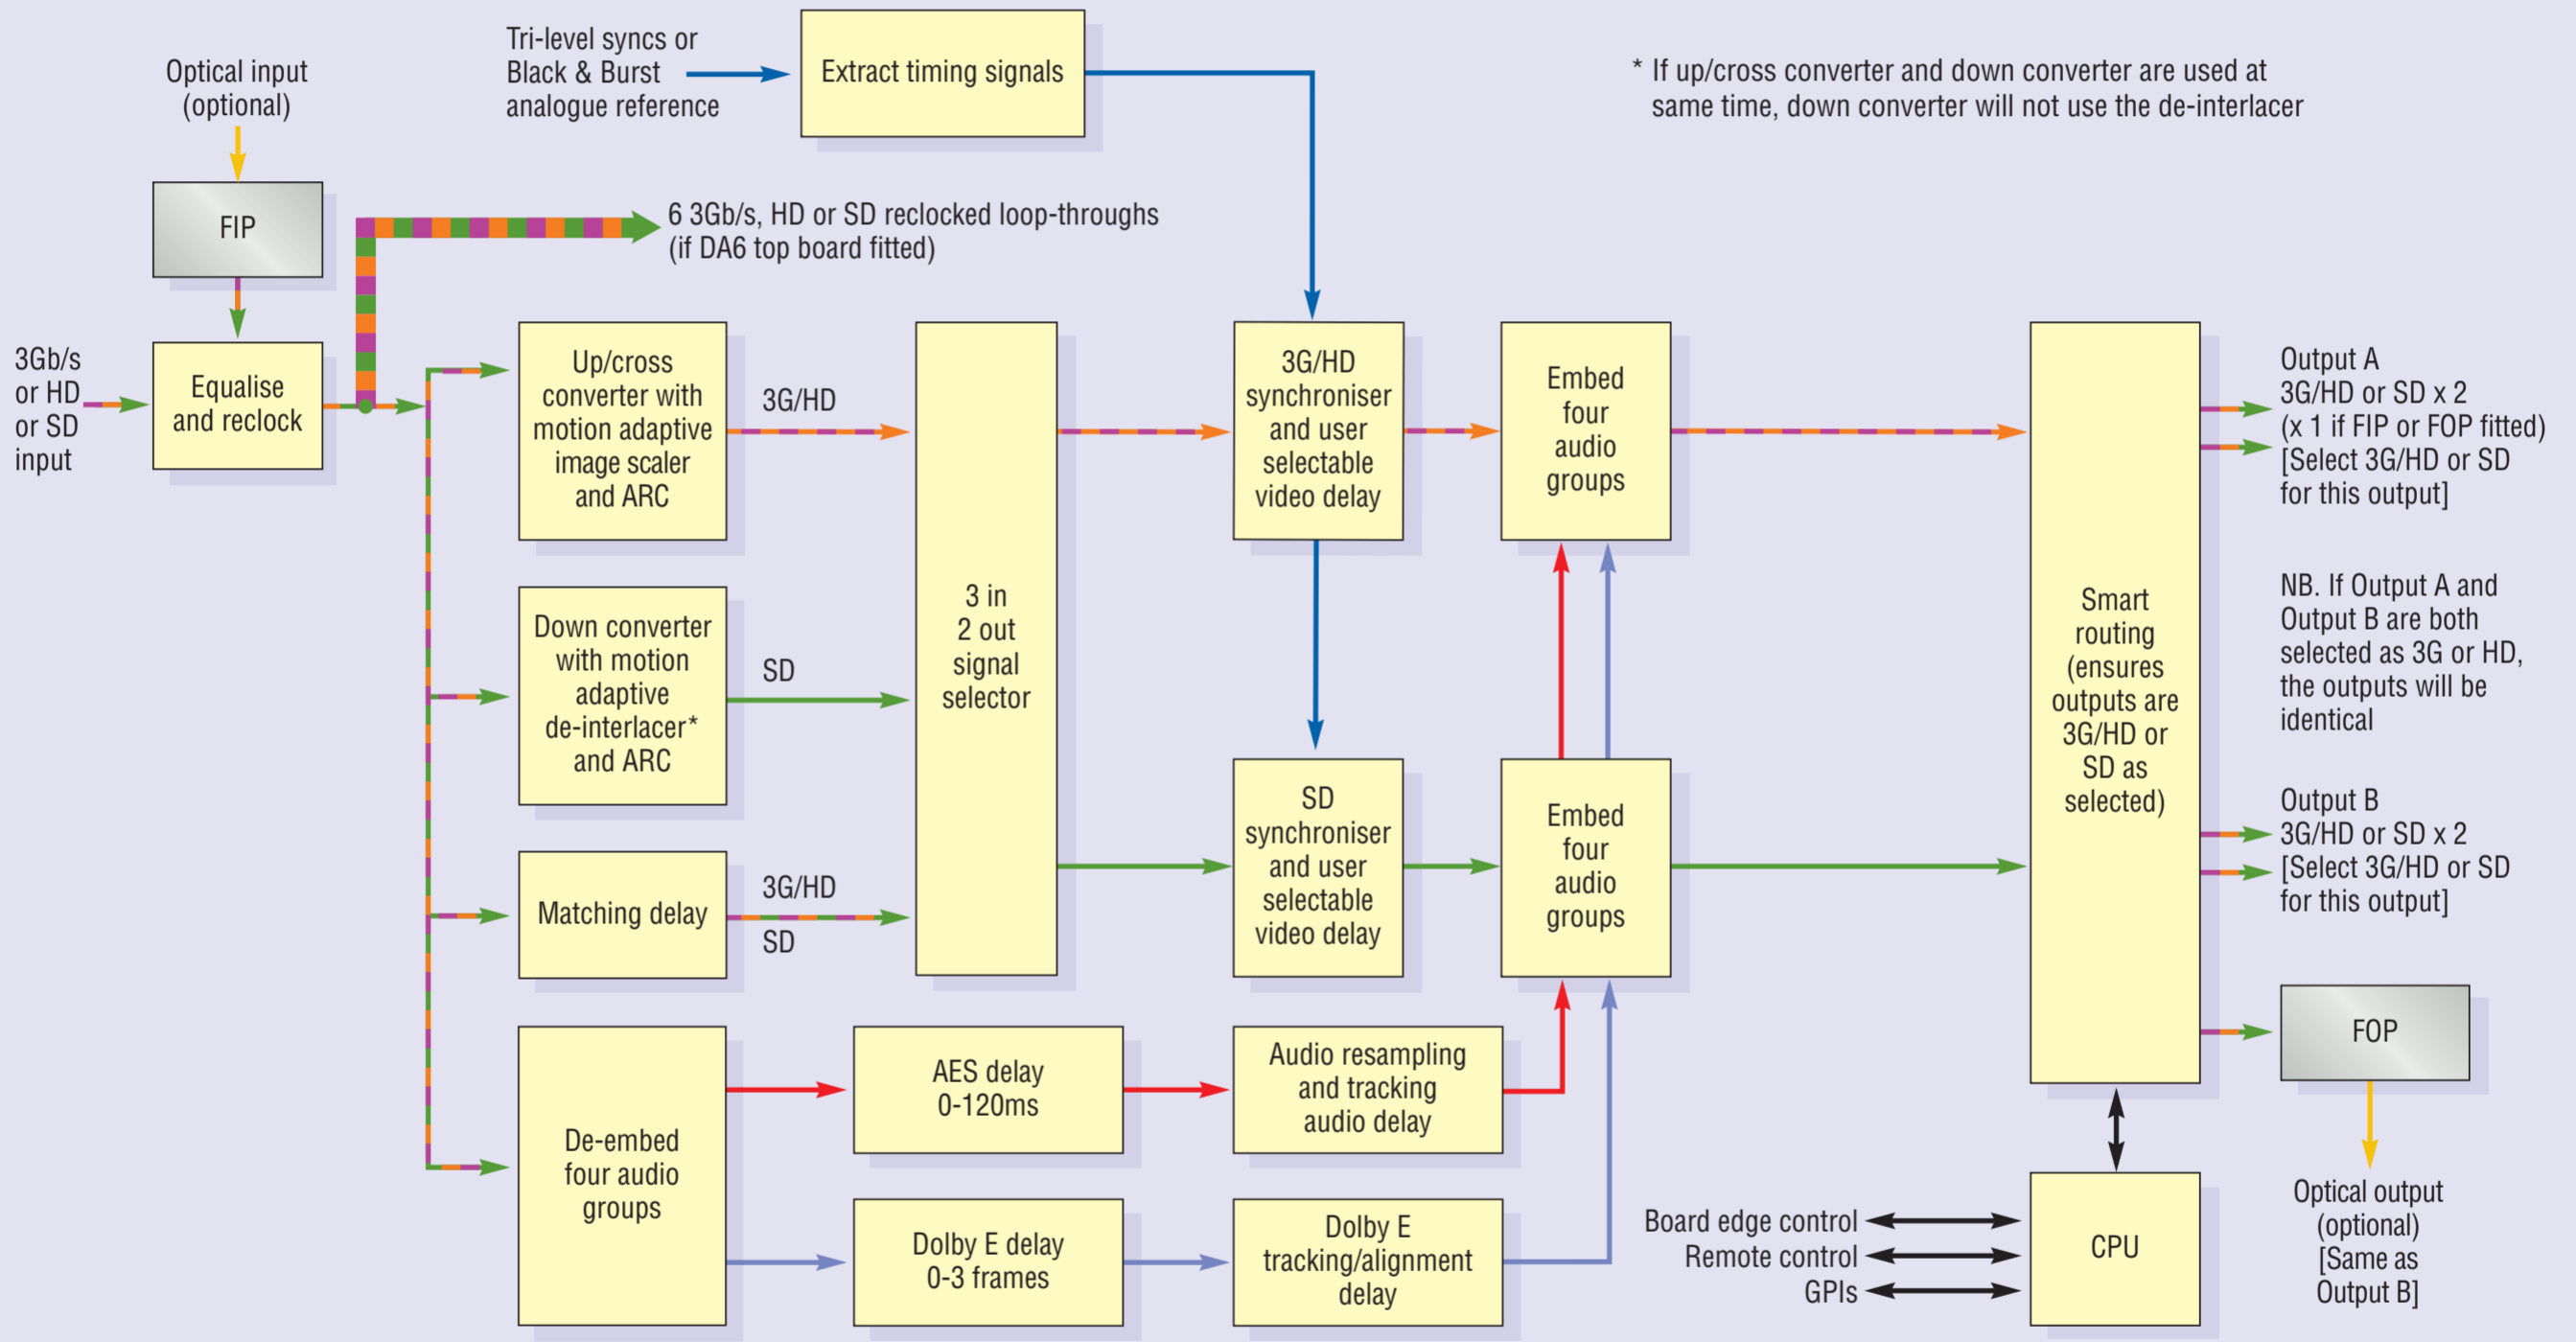 Optical input
(optional)
Tri-level syncs or
Black & Burst
analogue reference
Extract timing signals
* If up/cross converter and down converter are used at
same time, down converter will not use the de-interlacer
FIP
6 3Gb/s, HD or SD reclocked loop-throughs
(if DA6 top board fitted)
3Gb/s
or HD
or SD
input
Equalise
and reclock
Up/cross
converter with
motion adaptive
image scaler
and ARC
3G/HD
Down converter
with motion
adaptive
de-interlacer*
and ARC
SD
Matching delay
3G/HD
SD
3 in
2 out
signal
selector
3G/HD
synchroniser
and user
selectable
video delay
Embed
four
audio
groups
SD
synchroniser
and user
selectable
video delay
Embed
four
audio
groups
Smart
routing
(ensures
outputs are
3G/HD or
SD as
selected)
Output A
3G/HD or SD x 2
(x 1 if FIP or FOP fitted)
[Select 3G/HD or SD
for this output]
NB. If Output A and
Output B are both
selected as 3G or HD,
the outputs will be
identical
Output B
3G/HD or SD x 2
[Select 3G/HD or SD
for this output]
De-embed
four audio
groups
AES delay
0-120ms
Audio resampling
and tracking
audio delay
Dolby E delay
0-3 frames
Dolby E
tracking/alignment
delay
FOP
Optical output
(optional)
[Same as
Output B]
Board edge control
Remote control
GPIs
CPU